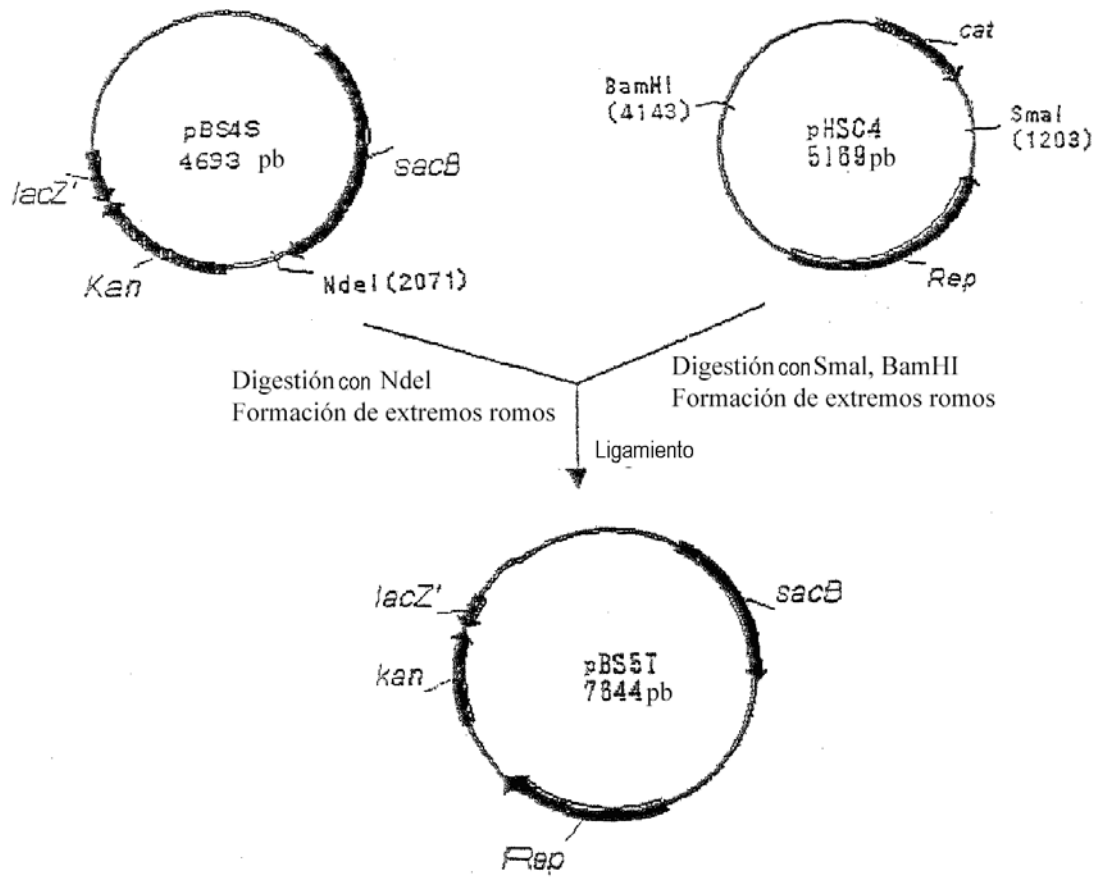 pBS4S
4693 pb
lacZ'
Kan
sacB
NdeI (2071)
cat
BamHI
(4143)
pHSC4
5169 pb
SmaI
(1203)
Rep
Digestión con NdeI
Formación de extremos romos
Digestión con SmaI, BamHI
Formación de extremos romos
Ligamiento
lacZ'
kan
sacB
pBS5T
7644 pb
Rep